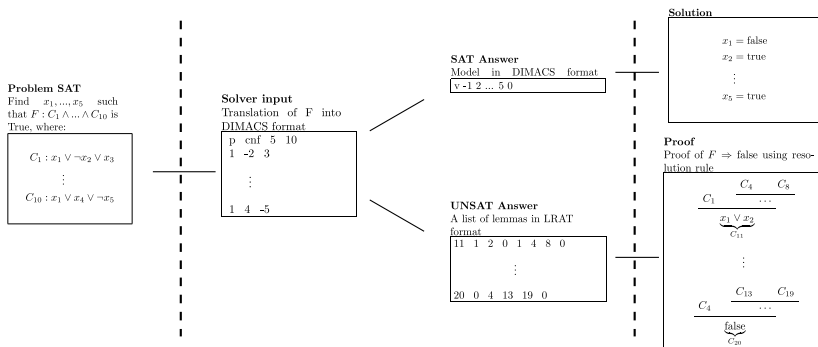 Problem SAT
Find x₁,...,x₅ such
that F : C₁ ∧ ... ∧ C₁₀ is
True, where:
C₁ : x₁ ∨ ¬x₂ ∨ x₃
⋮
C₁₀ : x₁ ∨ x₄ ∨ ¬x₅
Solver input
Translation of F into
DIMACS format
p cnf 5 10
1 -2 3
⋮
1 4 -5
SAT Answer
Model in DIMACS format
v -1 2 ... 5 0
UNSAT Answer
A list of lemmas in LRAT
format
11 1 2 0 1 4 8 0
⋮
20 0 4 13 19 0
Solution
x₁ = false
x₂ = true
⋮
x₅ = true
Proof
Proof of F ⇒ false using reso-
lution rule
C₄ C₈
C₁ ...
x₁ ∨ x₂
C₁₁
⋮
C₁₃ C₁₉
C₄ ...
false
C₂₀